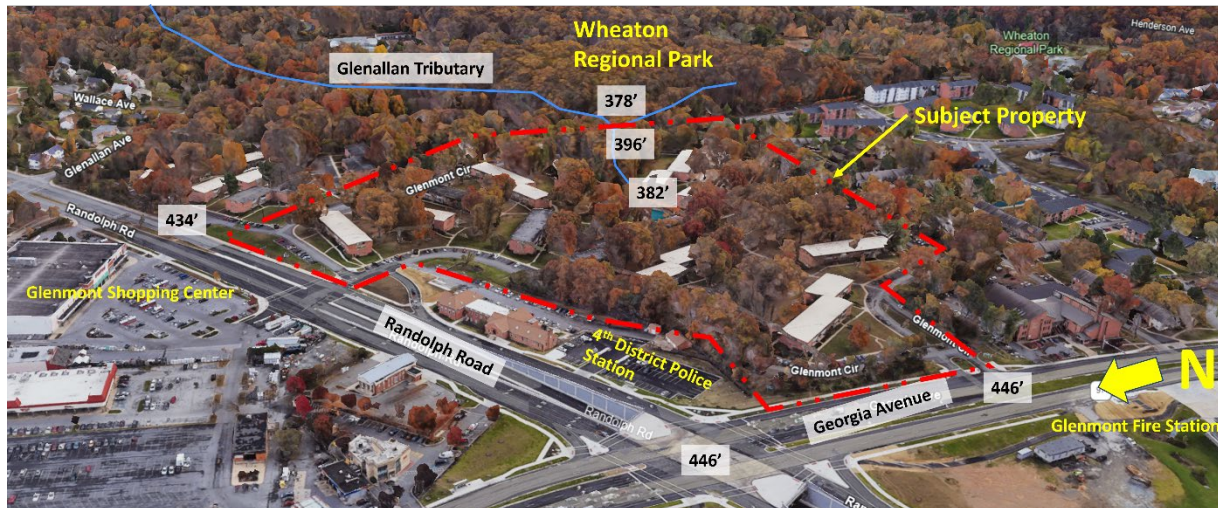 Wheaton
Regional Park
Henderson Ave
Wheaton
Regional Park
Glenallan Tributary
378'
Wallace Ave
Subject Property
396'
Glenallan Ave
Glenmont Cir
382'
434'
Randolph Rd
Glenmont Shopping Center
Glenmont Cir
Randolph Road
4th District Police
Station
Glenmont Cir
446'
N
Georgia Avenue
Glenmont Fire Station
Randolph Rd
446'